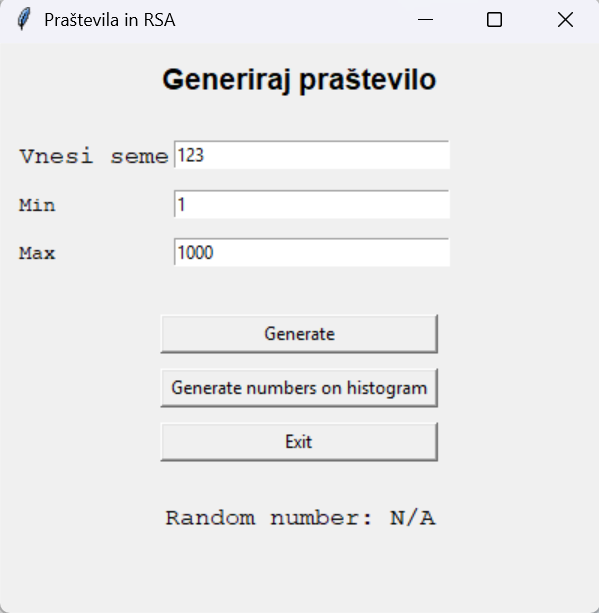 Praštevila in RSA
Generiraj praštevilo
Vnesi seme 123
Min 1
Max 1000
Generate
Generate numbers on histogram
Exit
Random number: N/A